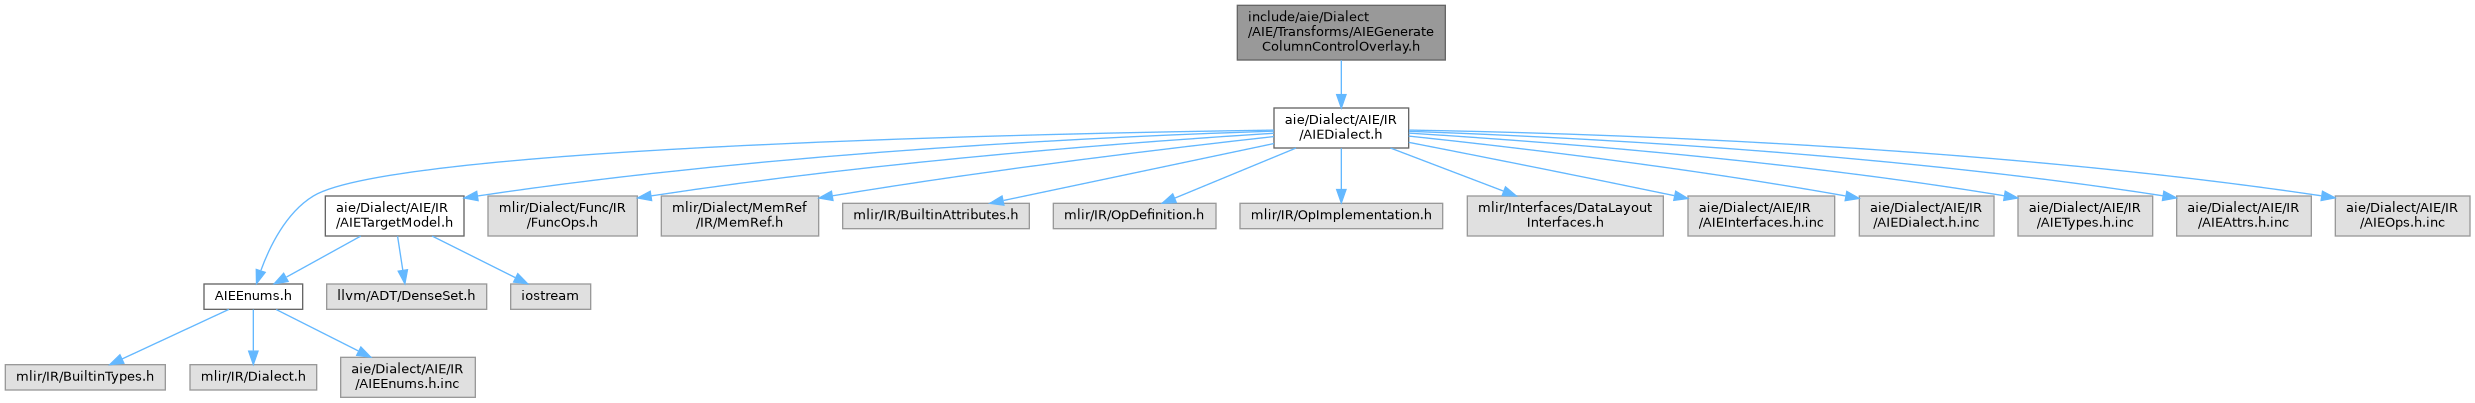 include/aie/Dialect
/AIE/Transforms/AIEGenerate
ColumnControlOverlay.h
aie/Dialect/AIE/IR
/AIEDialect.h
aie/Dialect/AIE/IR
/AIETargetModel.h
mlir/Dialect/Func/IR
/FuncOps.h
mlir/Dialect/MemRef
/IR/MemRef.h
mlir/IR/BuiltinAttributes.h
mlir/IR/OpDefinition.h
mlir/IR/OpImplementation.h
mlir/Interfaces/DataLayout
Interfaces.h
aie/Dialect/AIE/IR
/AIEInterfaces.h.inc
aie/Dialect/AIE/IR
/AIEDialect.h.inc
aie/Dialect/AIE/IR
/AIETypes.h.inc
aie/Dialect/AIE/IR
/AIEAttrs.h.inc
aie/Dialect/AIE/IR
/AIEOps.h.inc
AIEEnums.h
llvm/ADT/DenseSet.h
iostream
mlir/IR/BuiltinTypes.h
mlir/IR/Dialect.h
aie/Dialect/AIE/IR
/AIEEnums.h.inc